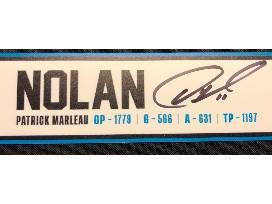 NOLAN
PATRICK MARLEAU GP - 1779 | G - 566 | A - 631 | TP - 1197